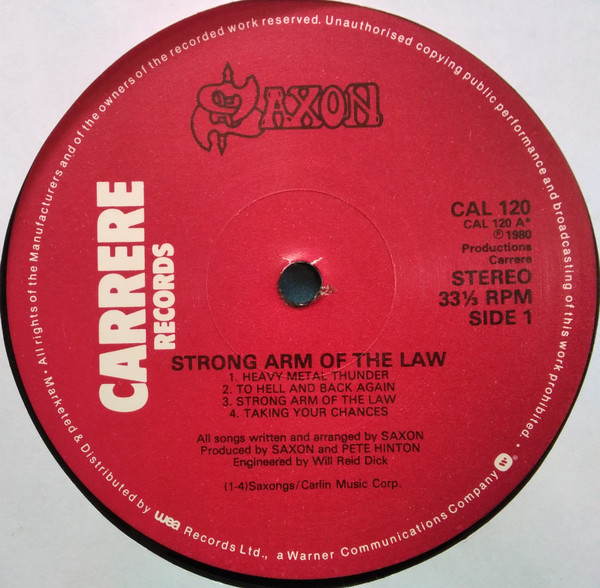 SAXON
CARRERE
RECORDS
CAL 120
CAL 120 A*
℗ 1980
Productions
Carrere
STEREO
33⅓ RPM
SIDE 1
STRONG ARM OF THE LAW
1. HEAVY METAL THUNDER
2. TO HELL AND BACK AGAIN
3. STRONG ARM OF THE LAW
4. TAKING YOUR CHANCES
All songs written and arranged by SAXON
Produced by SAXON and PETE HINTON
Engineered by Will Reid Dick
(1-4)Saxongs/Carlin Music Corp.
· All rights of the Manufacturers and of the owners of the recorded work reserved. Unauthorised copying public performance and broadcasting of this work prohibited. ·
Marketed & Distributed by wea Records Ltd., a Warner Communications Company